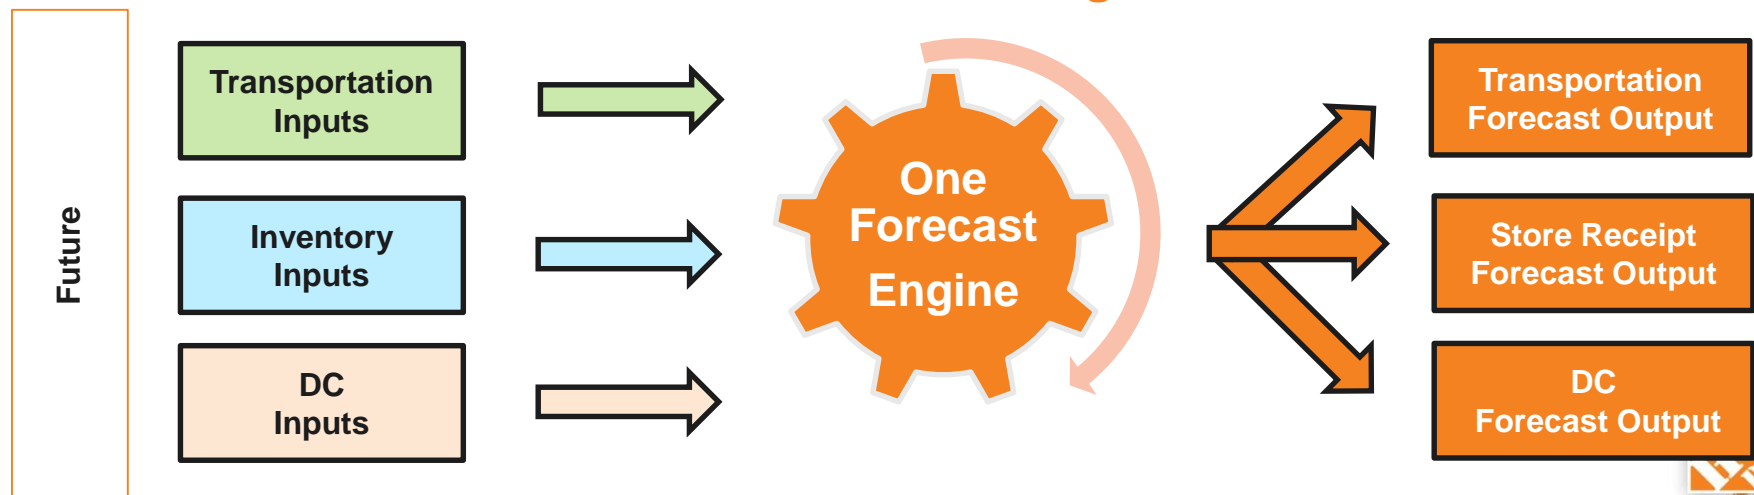 Future
Transportation
Inputs
Inventory
Inputs
DC
Inputs
One
Forecast
Engine
Transportation
Forecast Output
Store Receipt
Forecast Output
DC
Forecast Output